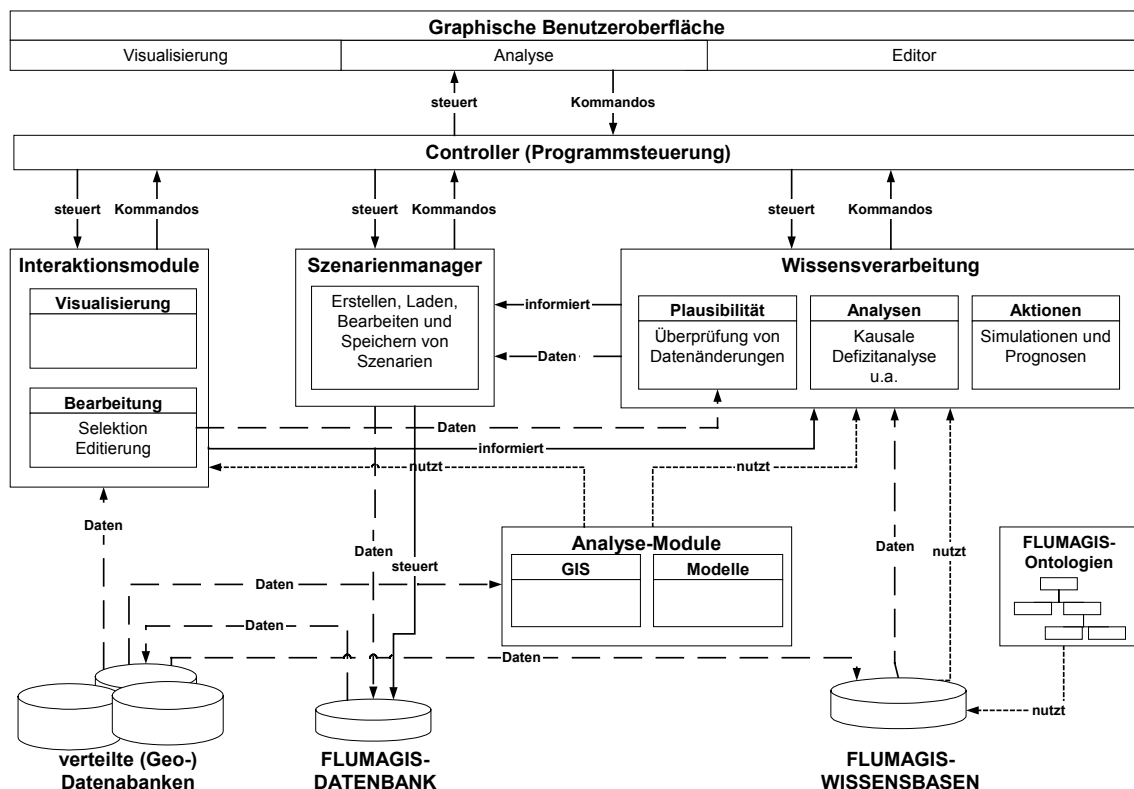 Graphische Benutzeroberfläche
Visualisierung
Analyse
Editor
steuert
Kommandos
Controller (Programmsteuerung)
steuert
Kommandos
steuert
Kommandos
steuert
Kommandos
Interaktionsmodule
Visualisierung
Bearbeitung
Selektion
Editierung
Szenarienmanager
Erstellen, Laden,
Bearbeiten und
Speichern von
Szenarien
informiert
Daten
Wissensverarbeitung
Plausibilität
Überprüfung von
Datenänderungen
Analysen
Kausale
Defizitanalyse
u.a.
Aktionen
Simulationen und
Prognosen
Daten
informiert
nutzt
nutzt
Daten
Daten
steuert
Analyse-Module
GIS
Modelle
Daten
nutzt
FLUMAGIS-
Ontologien
Daten
Daten
Daten
nutzt
verteilte (Geo-)
Datenabanken
FLUMAGIS-
DATENBANK
FLUMAGIS-
WISSENSBASEN